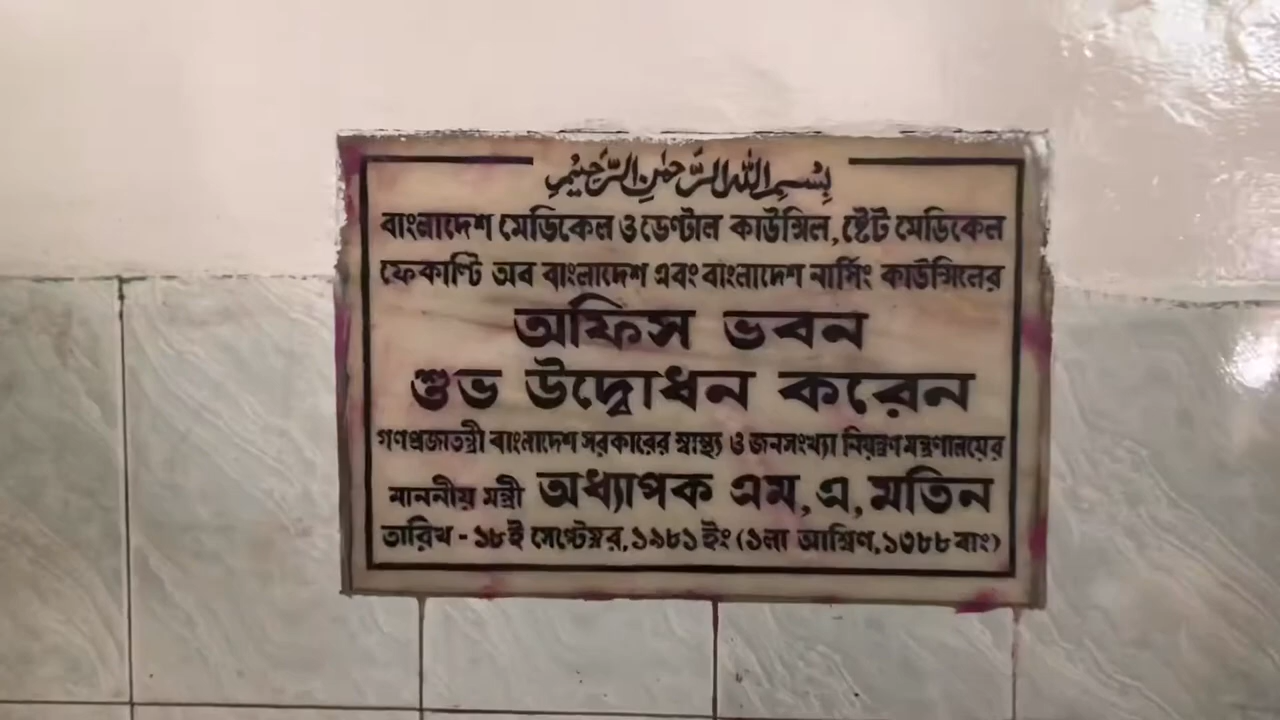 بِسْمِ اللهِ الرَّحْمٰنِ الرَّحِيْمِ
বাংলাদেশ মেডিকেল ও ডেণ্টাল কাউন্সিল, ষ্টেট মেডিকেল
ফেকাল্টি অব বাংলাদেশ এবং বাংলাদেশ নার্সিং কাউন্সিলের
অফিস ভবন
শুভ উদ্বোধন করেন
গণপ্রজাতন্ত্রী বাংলাদেশ সরকারের স্বাস্থ্য ও জনসংখ্যা নিয়ন্ত্রণ মন্ত্রণালয়ের
মাননীয় মন্ত্রী অধ্যাপক এম, এ, মতিন
তারিখ - ১৮ই সেপ্টেম্বর, ১৯৮১ ইং (১লা আশ্বিণ, ১৩৮৮ বাং)